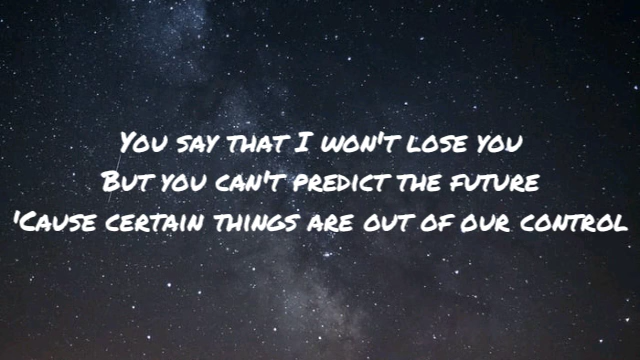 You say that I won't lose you
But you can't predict the future
'Cause certain things are out of our control